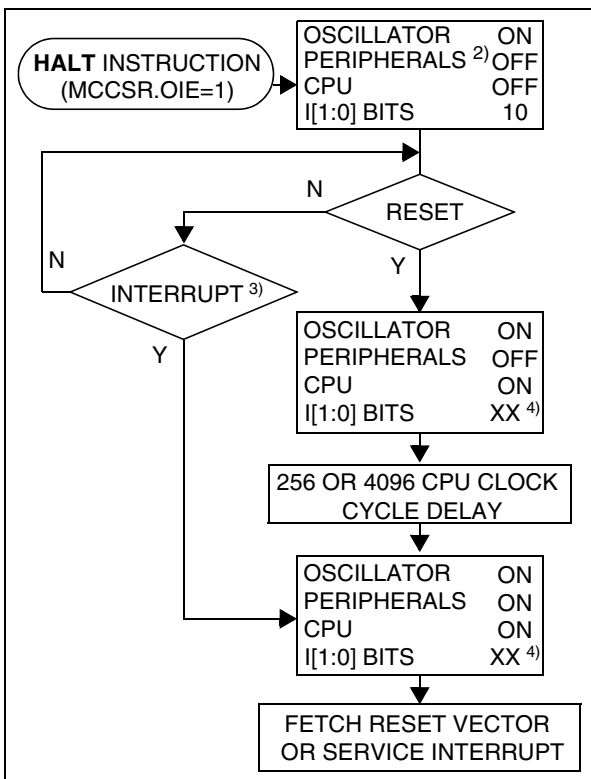 HALT INSTRUCTION
(MCCSR.OIE=1)
OSCILLATOR ON
PERIPHERALS 2) OFF
CPU OFF
I[1:0] BITS 10
RESET
N
Y
INTERRUPT 3)
N
Y
OSCILLATOR ON
PERIPHERALS OFF
CPU ON
I[1:0] BITS XX 4)
256 OR 4096 CPU CLOCK
CYCLE DELAY
OSCILLATOR ON
PERIPHERALS ON
CPU ON
I[1:0] BITS XX 4)
FETCH RESET VECTOR
OR SERVICE INTERRUPT